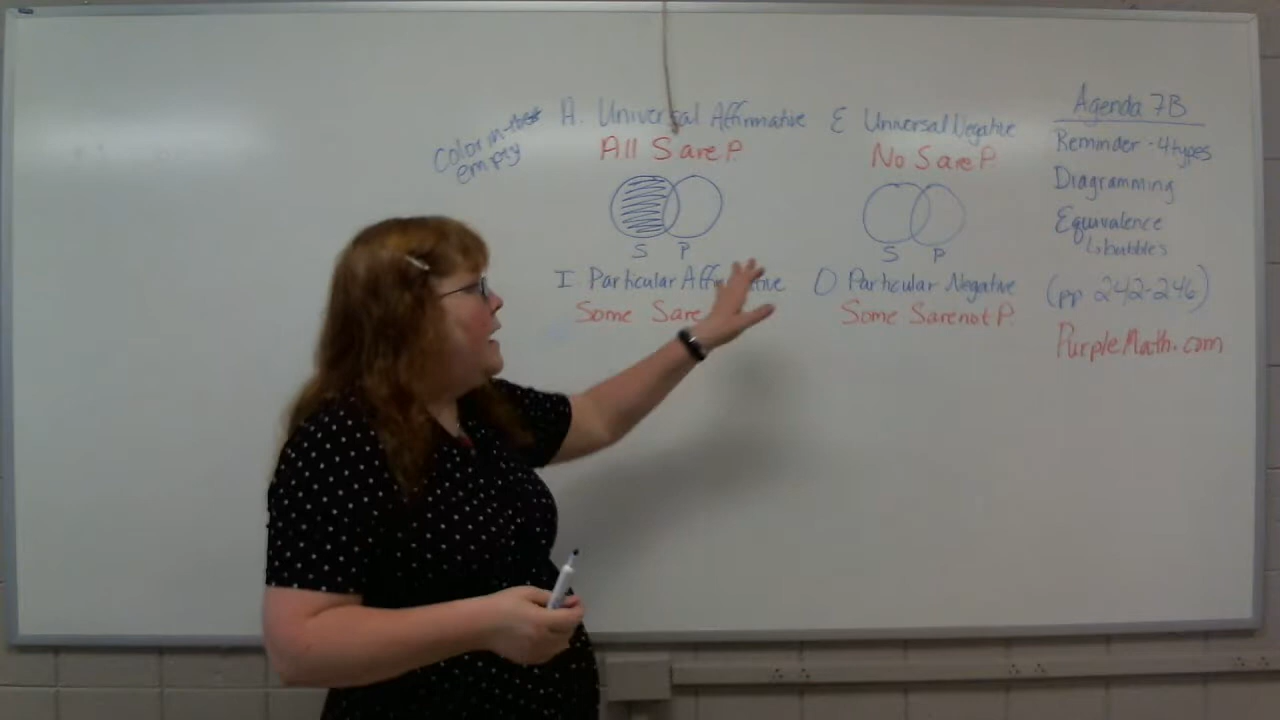 Color in
empty
A. Universal Affirmative
All S are P.
S P
E Universal Negative
No S are P.
S P
I Particular Affirmative
Some S are
O Particular Negative
Some S are not P.
Agenda 7B
Reminder - 4 types
Diagramming
Equivalence
bubbles
(pp 242-246)
PurpleMath.com